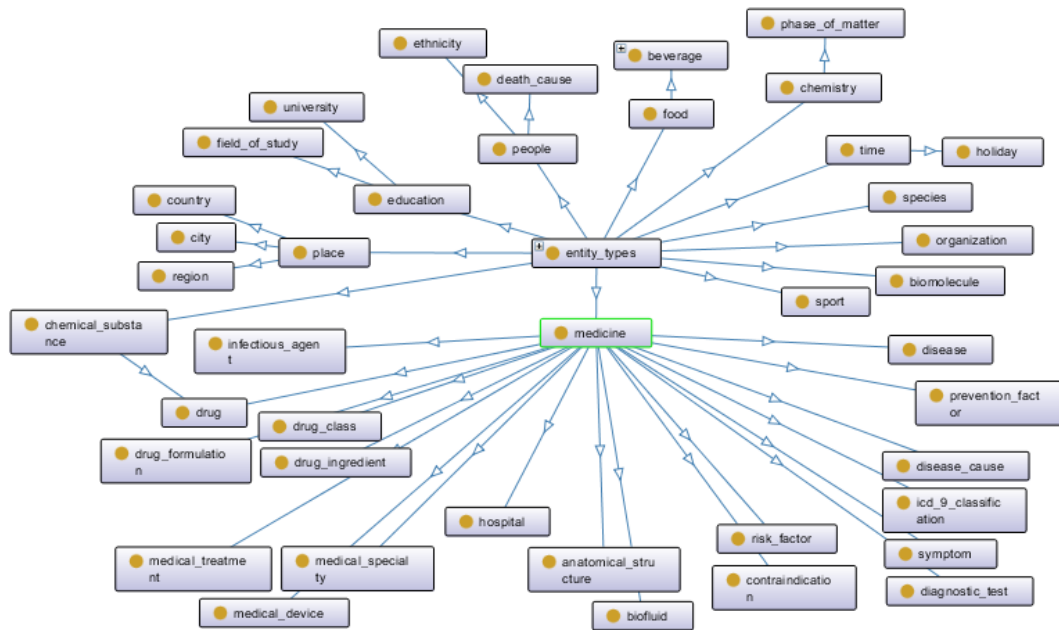 phase_of_matter
ethnicity
beverage
death_cause
chemistry
university
food
field_of_study
people
time
holiday
country
education
species
city
place
entity_types
organization
region
biomolecule
sport
chemical_substa
nce
medicine
infectious_agen
t
disease
prevention_fact
or
drug
drug_class
drug_formulatio
n
drug_ingredient
disease_cause
icd_9_classific
ation
hospital
risk_factor
symptom
medical_treatme
nt
medical_special
ty
anatomical_stru
cture
contraindicatio
n
diagnostic_test
medical_device
biofluid